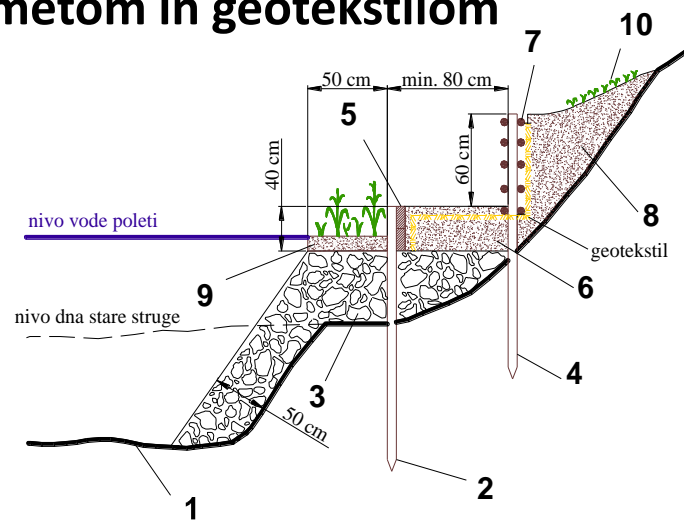 metom in geotekstilom
7
10
50 cm
min. 80 cm
5
40 cm
60 cm
nivo vode poleti
8
geotekstil
9
6
nivo dna stare struge
4
3
50 cm
2
1